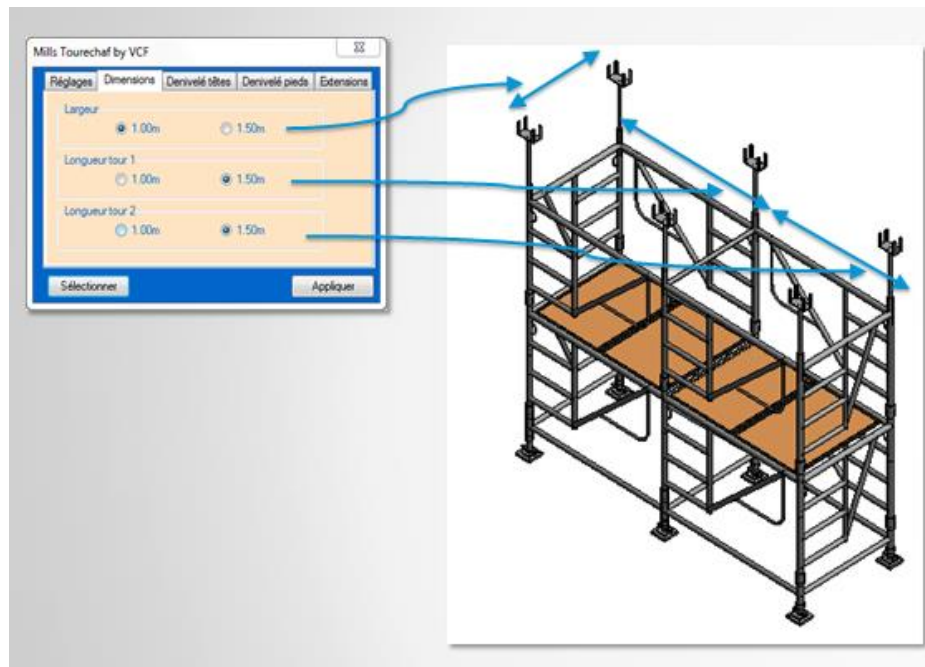 Mills Tourechaf by VCF
Réglages Dimensions Denivelé têtes Denivelé pieds Extensions
Largeur
1.00m 1.50m
Longueur tour 1
1.00m 1.50m
Longueur tour 2
1.00m 1.50m
Sélectionner Appliquer